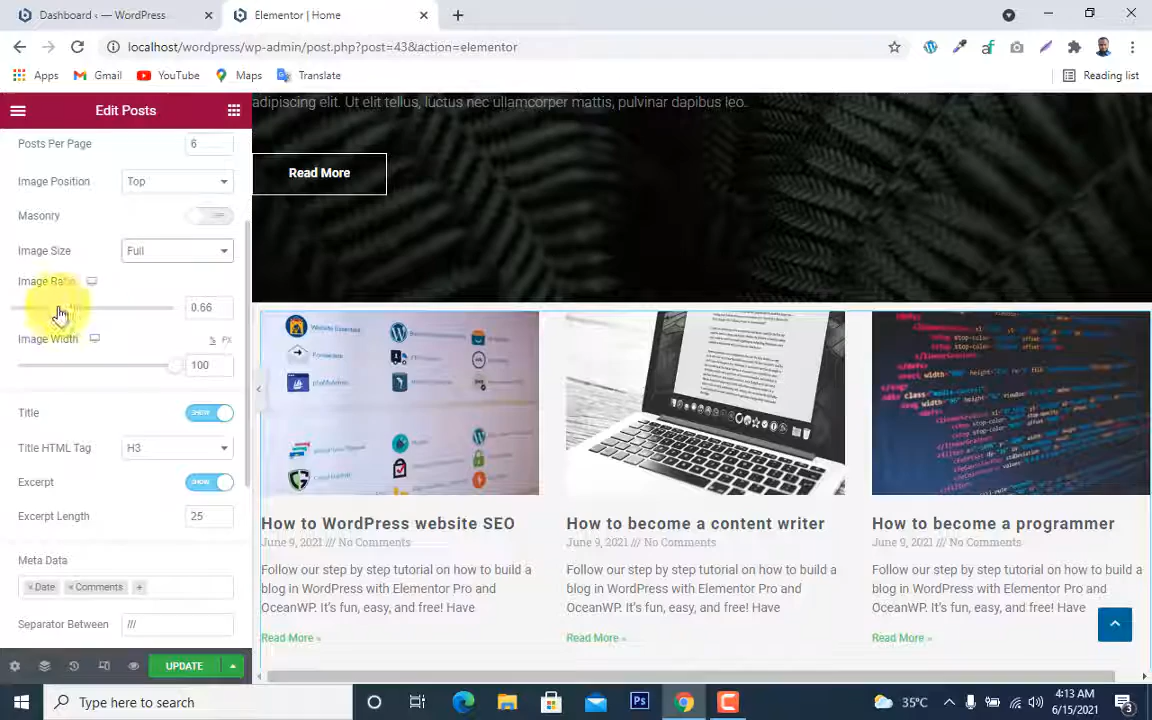 Dashboard ‹ — WordPress
Elementor | Home
localhost/wordpress/wp-admin/post.php?post=43&action=elementor
Apps
Gmail
YouTube
Maps
Translate
Reading list
Edit Posts
Posts Per Page
6
Image Position
Top
Masonry
Image Size
Full
Image Ratio
0.66
Image Width
% PX
100
Title
SHOW
Title HTML Tag
H3
Excerpt
SHOW
Excerpt Length
25
Meta Data
× Date × Comments +
Separator Between
///
UPDATE
adipiscing elit. Ut elit tellus, luctus nec ullamcorper mattis, pulvinar dapibus leo.
Read More
Website Essentials
How to WordPress website SEO
June 9, 2021 /// No Comments
Follow our step by step tutorial on how to build a
blog in WordPress with Elementor Pro and
OceanWP. It's fun, easy, and free! Have
Read More »
How to become a content writer
June 9, 2021 /// No Comments
Follow our step by step tutorial on how to build a
blog in WordPress with Elementor Pro and
OceanWP. It's fun, easy, and free! Have
Read More »
How to become a programmer
June 9, 2021 /// No Comments
Follow our step by step tutorial on how to build a
blog in WordPress with Elementor Pro and
OceanWP. It's fun, easy, and free! Have
Read More »
Type here to search
Ps
35°C
4:13 AM
6/15/2021
3